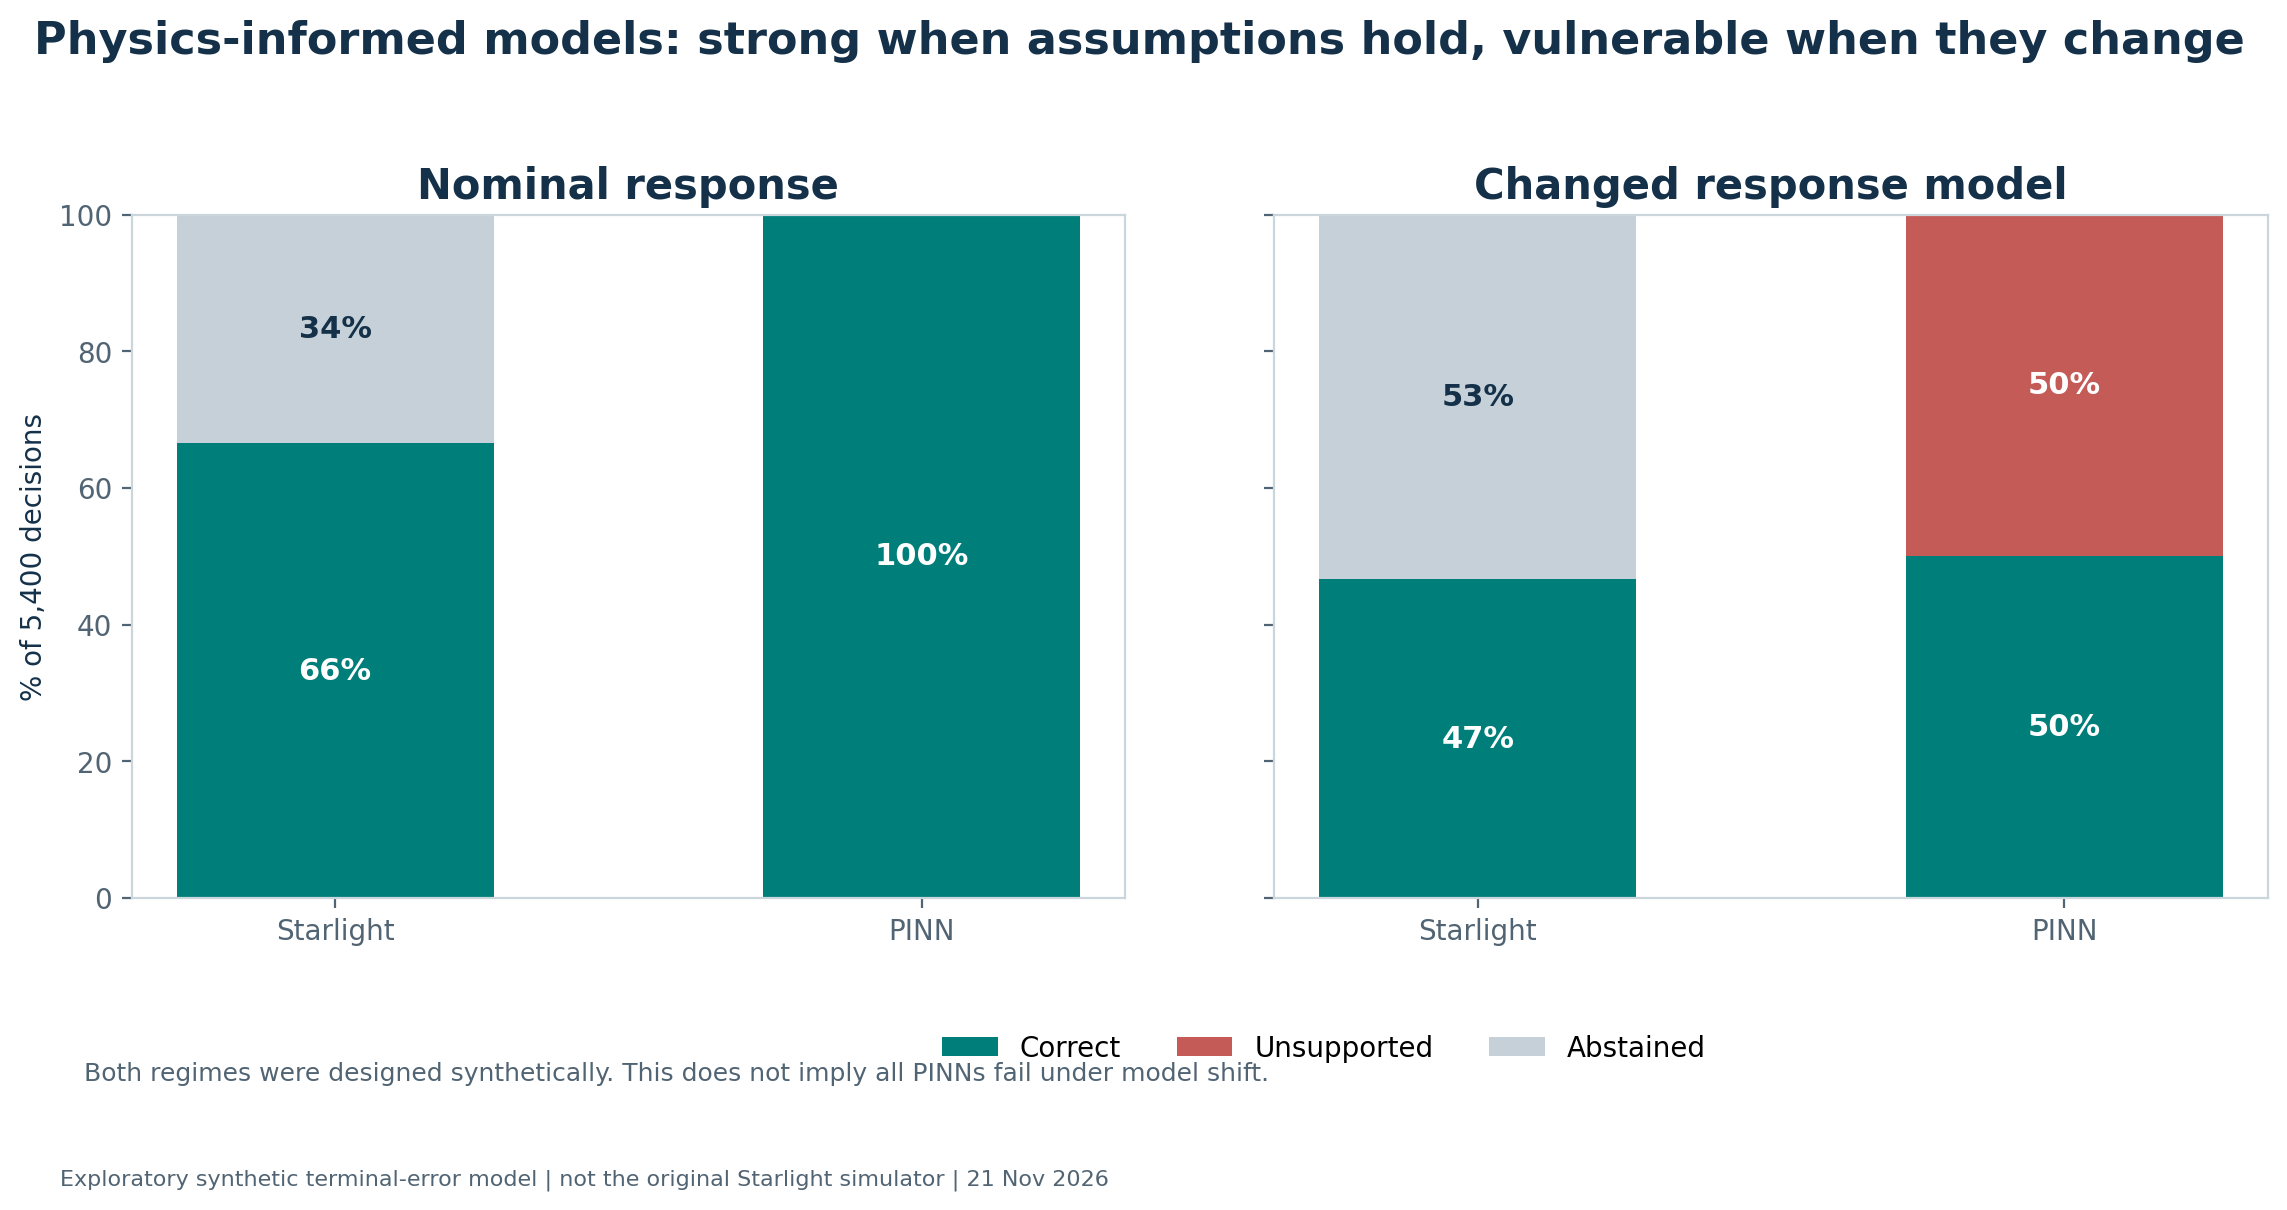 Physics-informed models: strong when assumptions hold, vulnerable when they change
Nominal response
Changed response model
% of 5,400 decisions
100
80
60
40
20
0
34%
66%
100%
53%
47%
50%
50%
Starlight
PINN
Starlight
PINN
Correct
Unsupported
Abstained
Both regimes were designed synthetically. This does not imply all PINNs fail under model shift.
Exploratory synthetic terminal-error model | not the original Starlight simulator | 21 Nov 2026